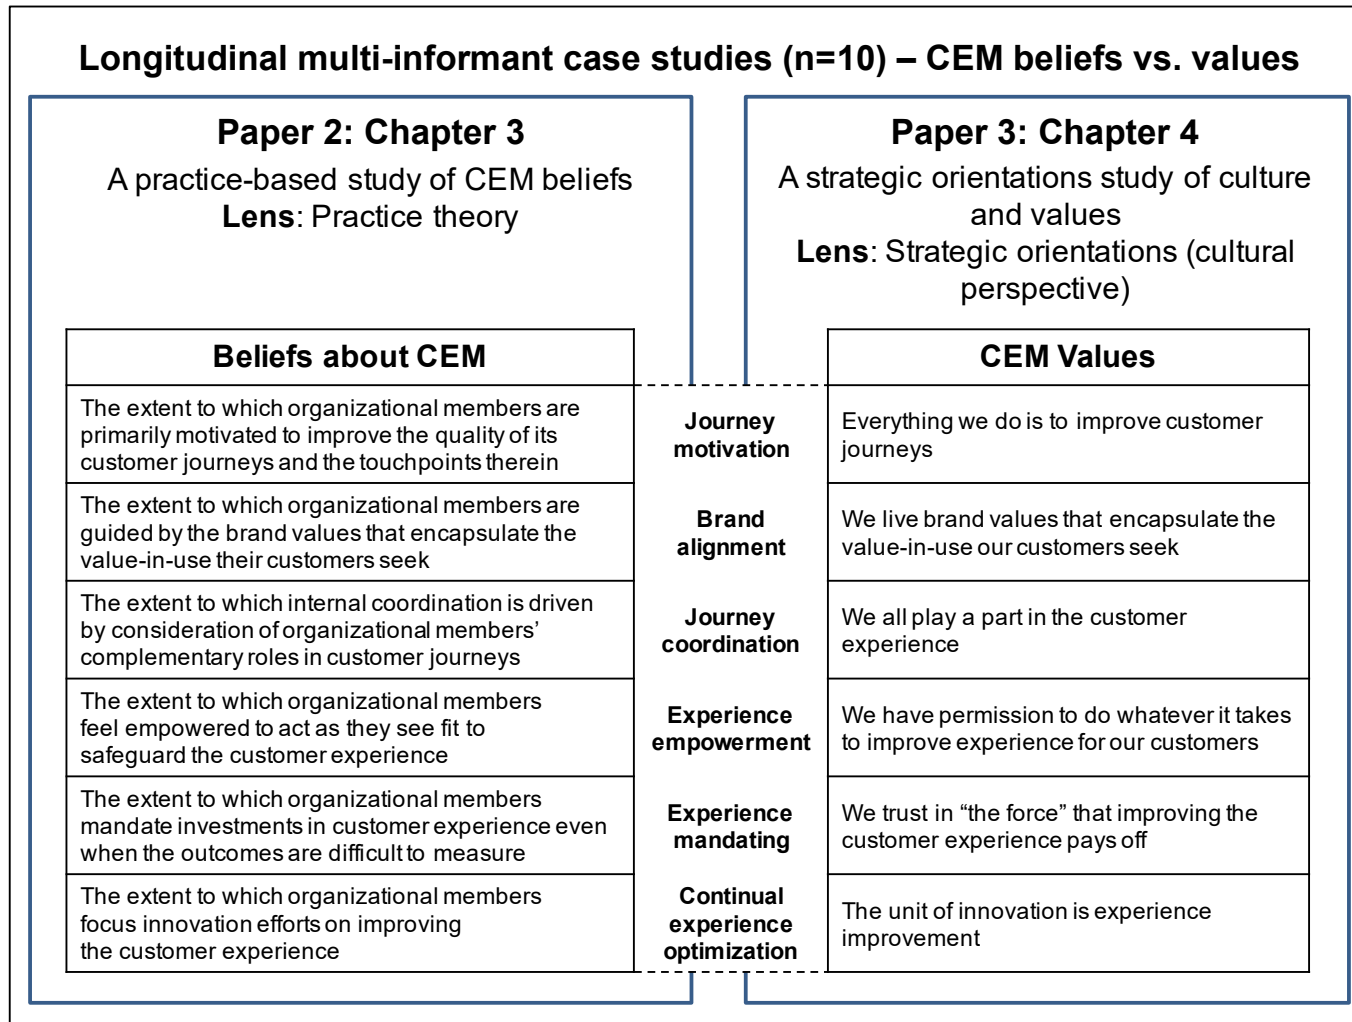 Longitudinal multi-informant case studies (n=10) – CEM beliefs vs. values
Paper 2: Chapter 3
A practice-based study of CEM beliefs
Lens: Practice theory
Paper 3: Chapter 4
A strategic orientations study of culture
and values
Lens: Strategic orientations (cultural
perspective)
Beliefs about CEM
CEM Values
The extent to which organizational members are
primarily motivated to improve the quality of its
customer journeys and the touchpoints therein
Journey
motivation
Everything we do is to improve customer
journeys
The extent to which organizational members are
guided by the brand values that encapsulate the
value-in-use their customers seek
Brand
alignment
We live brand values that encapsulate the
value-in-use our customers seek
The extent to which internal coordination is driven
by consideration of organizational members’
complementary roles in customer journeys
Journey
coordination
We all play a part in the customer
experience
The extent to which organizational members
feel empowered to act as they see fit to
safeguard the customer experience
Experience
empowerment
We have permission to do whatever it takes
to improve experience for our customers
The extent to which organizational members
mandate investments in customer experience even
when the outcomes are difficult to measure
Experience
mandating
We trust in “the force” that improving the
customer experience pays off
The extent to which organizational members
focus innovation efforts on improving
the customer experience
Continual
experience
optimization
The unit of innovation is experience
improvement